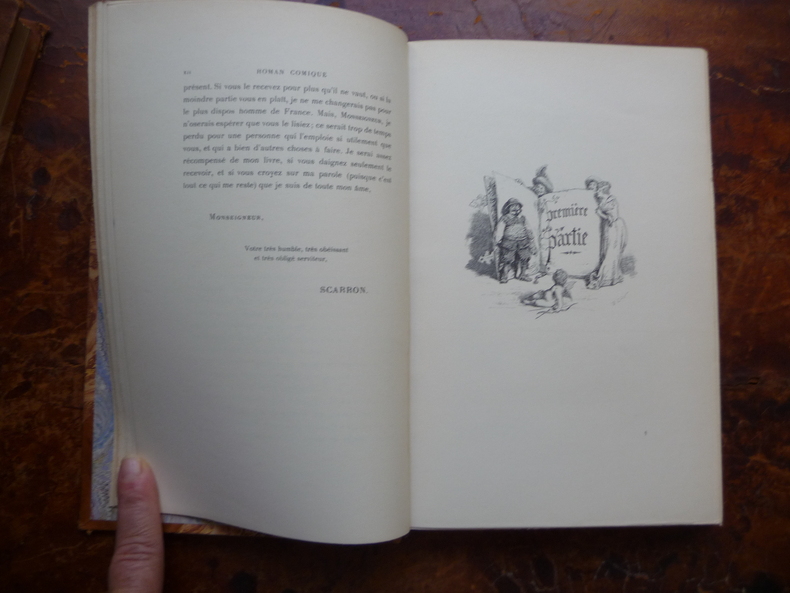 ROMAN COMIQUE
présent. Si vous le recevez pour plus qu'il ne vaut, ou si la
moindre partie vous en plaît, je ne me changerais pas pour
le plus dispos homme de France. Mais, Monseigneur, je
n'oserais espérer que vous le lisiez; ce serait trop de temps
perdu pour une personne qui l'emploie si utilement que
vous, et qui a bien d'autres choses à faire. Je serai assez
récompensé de mon livre, si vous daignez seulement le
recevoir, et si vous croyez sur ma parole (puisque c'est
tout ce qui me reste) que je suis de toute mon âme,
Monseigneur,
Votre très humble, très obéissant
et très obligé serviteur,
SCARRON.
première
Partie